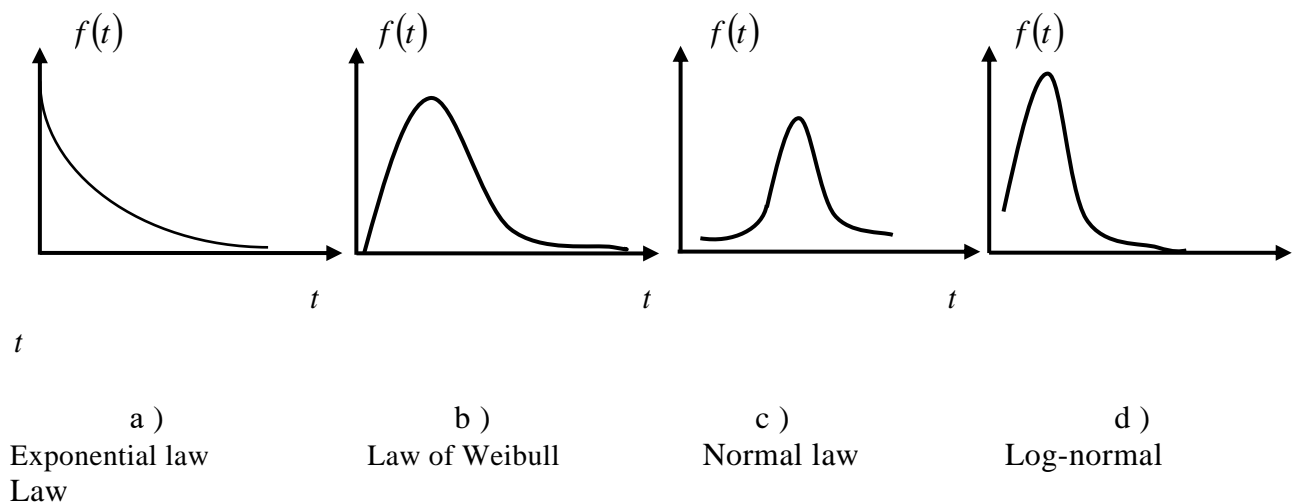 f(t) f(t) f(t) f(t)
t t t
t
a ) b ) c ) d )
Exponential law Law of Weibull Normal law Log-normal
Law